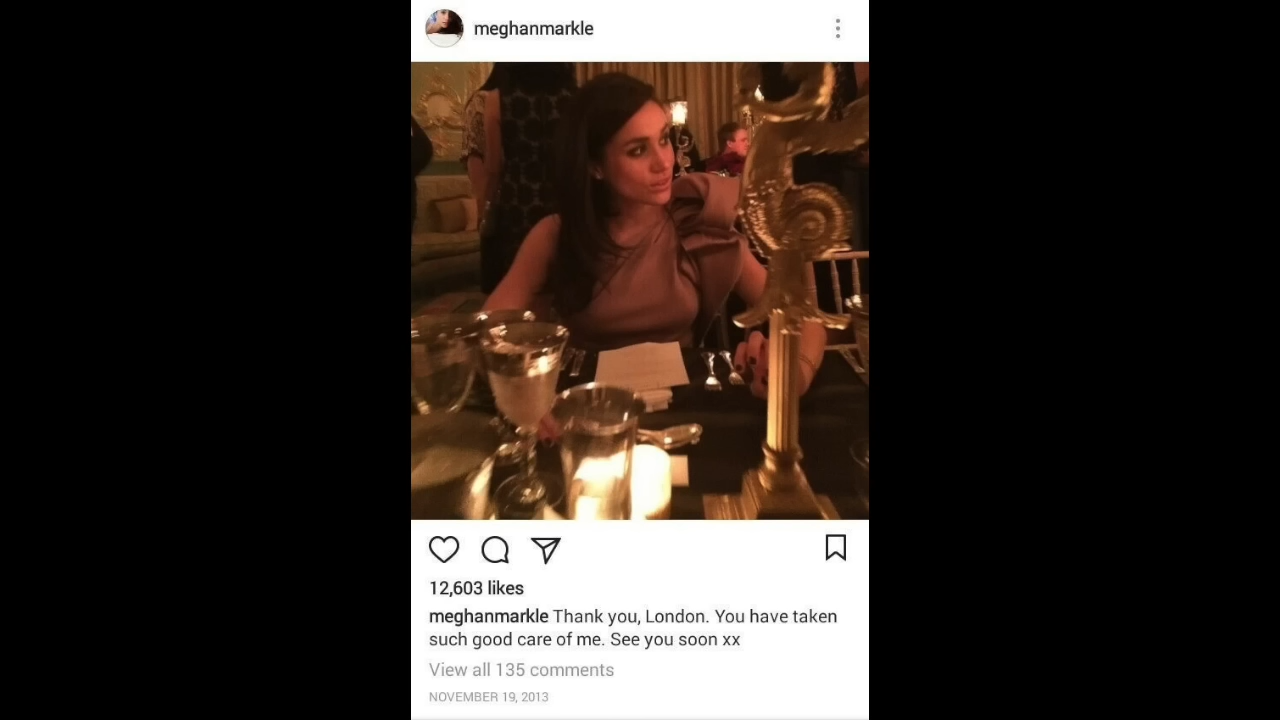 meghanmarkle
12,603 likes
meghanmarkle Thank you, London. You have taken
such good care of me. See you soon xx
View all 135 comments
NOVEMBER 19, 2013